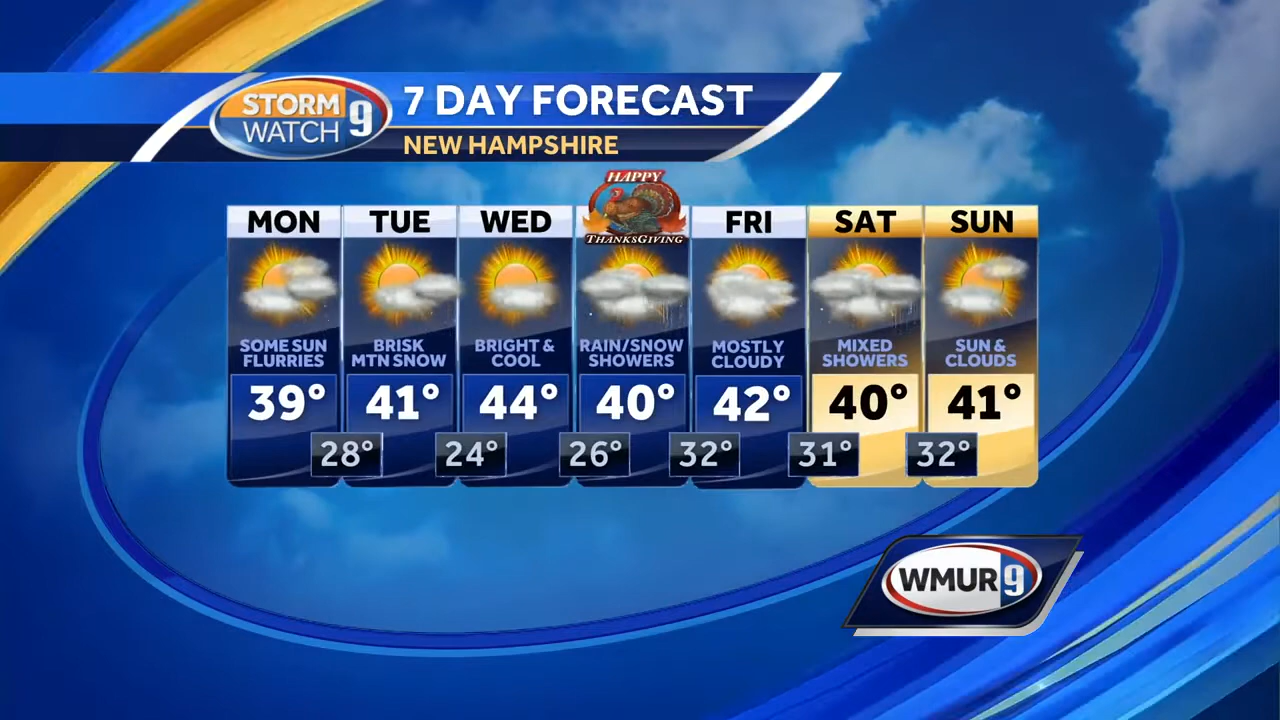 STORM
WATCH 9
7 DAY FORECAST
NEW HAMPSHIRE
HAPPY
THANKSGIVING
MON TUE WED FRI SAT SUN
SOME SUN
FLURRIES
BRISK
MTN SNOW
BRIGHT &
COOL
RAIN/SNOW
SHOWERS
MOSTLY
CLOUDY
MIXED
SHOWERS
SUN &
CLOUDS
39° 41° 44° 40° 42° 40° 41°
28° 24° 26° 32° 31° 32°
WMUR 9